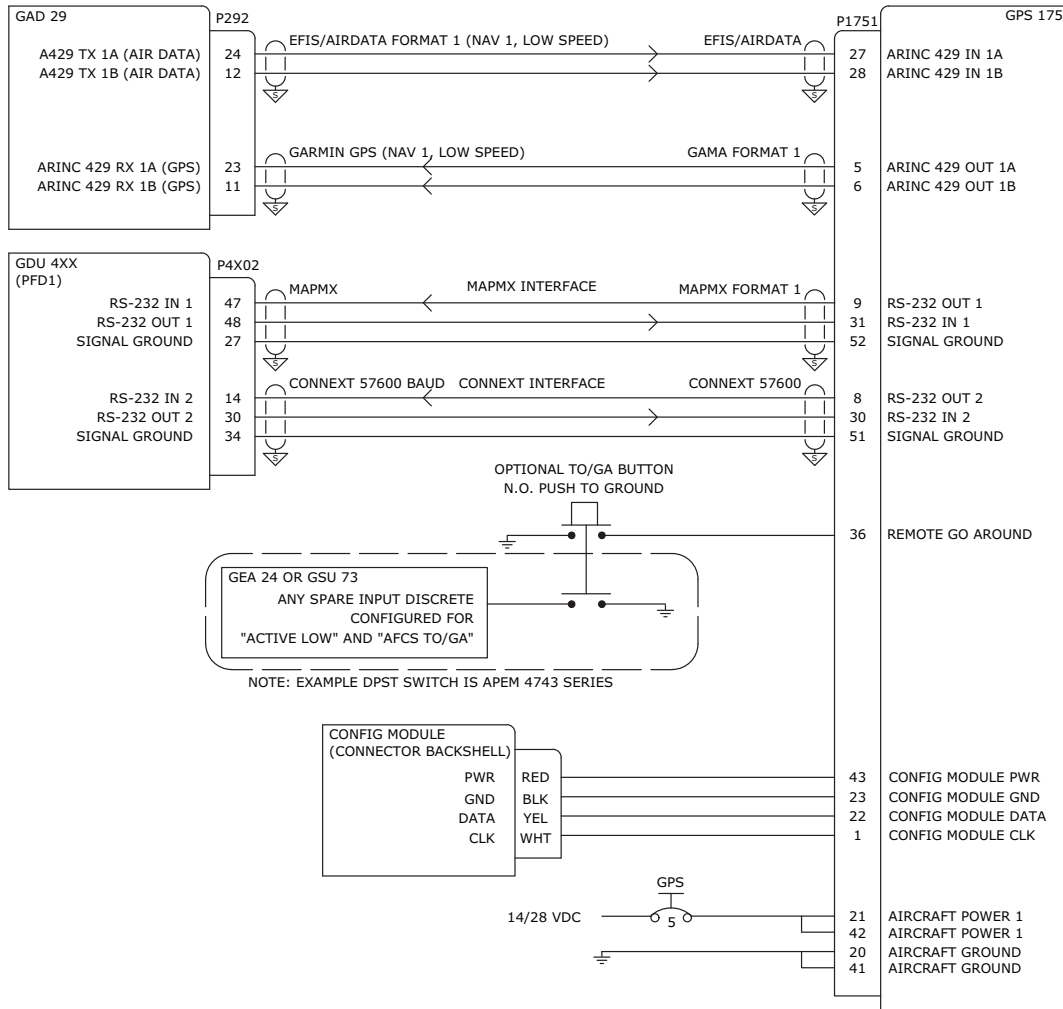 GAD 29
P292
A429 TX 1A (AIR DATA) 24
A429 TX 1B (AIR DATA) 12
ARINC 429 RX 1A (GPS) 23
ARINC 429 RX 1B (GPS) 11
EFIS/AIRDATA FORMAT 1 (NAV 1, LOW SPEED) EFIS/AIRDATA
S S
GARMIN GPS (NAV 1, LOW SPEED) GAMA FORMAT 1
S S
P1751
GPS 175
27 ARINC 429 IN 1A
28 ARINC 429 IN 1B
5 ARINC 429 OUT 1A
6 ARINC 429 OUT 1B
GDU 4XX
(PFD1)
P4X02
RS-232 IN 1 47
RS-232 OUT 1 48
SIGNAL GROUND 27
RS-232 IN 2 14
RS-232 OUT 2 30
SIGNAL GROUND 34
MAPMX MAPMX INTERFACE MAPMX FORMAT 1
S S
CONNEXT 57600 BAUD CONNEXT INTERFACE CONNEXT 57600
S S
9 RS-232 OUT 1
31 RS-232 IN 1
52 SIGNAL GROUND
8 RS-232 OUT 2
30 RS-232 IN 2
51 SIGNAL GROUND
OPTIONAL TO/GA BUTTON
N.O. PUSH TO GROUND
36 REMOTE GO AROUND
GEA 24 OR GSU 73
ANY SPARE INPUT DISCRETE
CONFIGURED FOR
"ACTIVE LOW" AND "AFCS TO/GA"
NOTE: EXAMPLE DPST SWITCH IS APEM 4743 SERIES
CONFIG MODULE
(CONNECTOR BACKSHELL)
PWR RED
GND BLK
DATA YEL
CLK WHT
43 CONFIG MODULE PWR
23 CONFIG MODULE GND
22 CONFIG MODULE DATA
1 CONFIG MODULE CLK
GPS
14/28 VDC
5
21 AIRCRAFT POWER 1
42 AIRCRAFT POWER 1
20 AIRCRAFT GROUND
41 AIRCRAFT GROUND